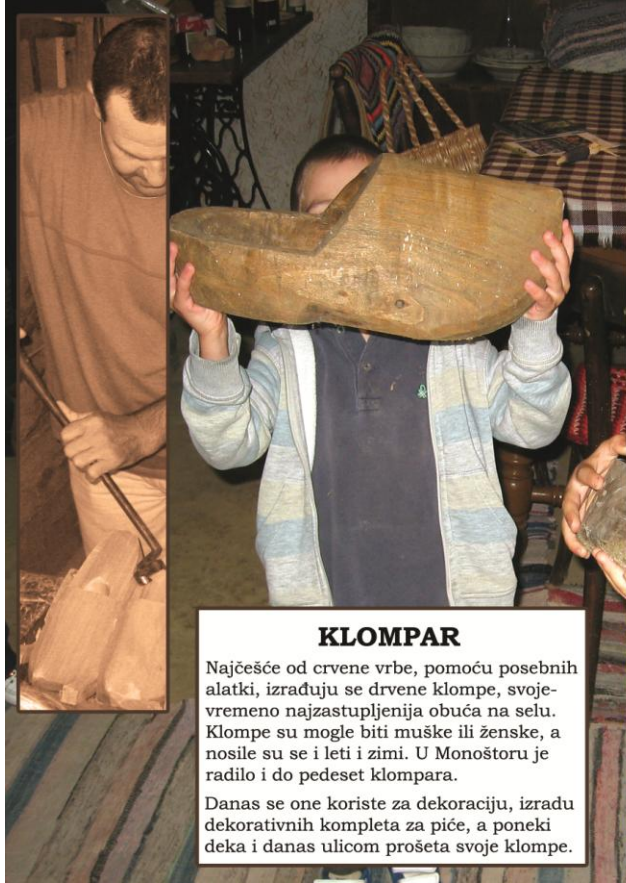 KLOMPAR
Najčešće od crvene vrbe, pomoću posebnih
alatki, izrađuju se drvene klompe, svoje-
vremeno najzastupljenija obuća na selu.
Klompe su mogle biti muške ili ženske, a
nosile su se i leti i zimi. U Monoštoru je
radilo i do pedeset klompara.
Danas se one koriste za dekoraciju, izradu
dekorativnih kompleta za piće, a poneki
deka i danas ulicom prošeta svoje klompe.